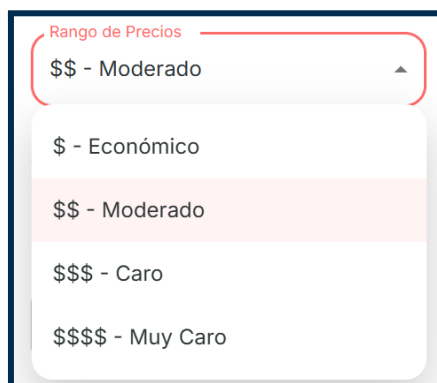 Rango de Precios
$$ - Moderado
$ - Económico
$$ - Moderado
$$$ - Caro
$$$$ - Muy Caro